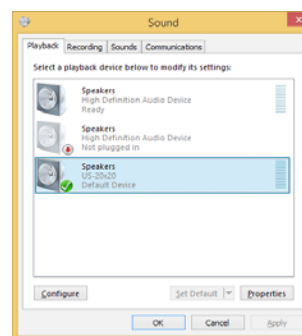 Sound
Playback Recording Sounds Communications
Select a playback device below to modify its settings:
Speakers
High Definition Audio Device
Ready
Speakers
High Definition Audio Device
Not plugged in
Speakers
US-20x20
Default Device
Configure Set Default Properties
OK Cancel Apply